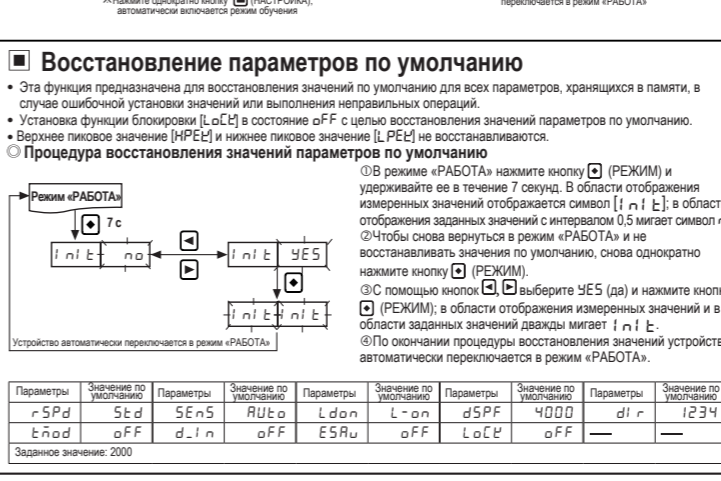 ※Нажмите однократно кнопку (НАСТРОЙКА),
автоматически включается режим обучения
переключается в режим «РАБОТА»
Восстановление параметров по умолчанию
• Эта функция предназначена для восстановления значений по умолчанию для всех параметров, хранящихся в памяти, в
случае ошибочной установки значений или выполнения неправильных операций.
• Установка функции блокировки [LoCK] в состояние oFF с целью восстановления значений параметров по умолчанию.
• Верхнее пиковое значение [HPEK] и нижнее пиковое значение [LPEK] не восстанавливаются.
◎ Процедура восстановления значений параметров по умолчанию
Режим «РАБОТА»
7 с
Init no
Init YES
Init Init
Устройство автоматически переключается в режим «РАБОТА»
①В режиме «РАБОТА» нажмите кнопку (РЕЖИМ) и
удерживайте ее в течение 7 секунд. В области отображения
измеренных значений отображается символ [Init]; в област
отображения заданных значений с интервалом 0,5 мигает символ
②Чтобы снова вернуться в режим «РАБОТА» и не
восстанавливать значения по умолчанию, снова однократно
нажмите кнопку (РЕЖИМ).
③С помощью кнопок ◀, ▶ выберите YES (да) и нажмите кноп
(РЕЖИМ); в области отображения измеренных значений и в
области заданных значений дважды мигает Init.
④По окончании процедуры восстановления значений устройств
автоматически переключается в режим «РАБОТА».
Параметры Значение по умолчанию Параметры Значение по умолчанию Параметры Значение по умолчанию Параметры Значение по умолчанию Параметры Значение по умолчанию
rSPd Std SEnS AUto Ldon L-on dSPF 4000 dIr 1234
tmod oFF d_In oFF ESAv oFF LoCK oFF — —
Заданное значение: 2000